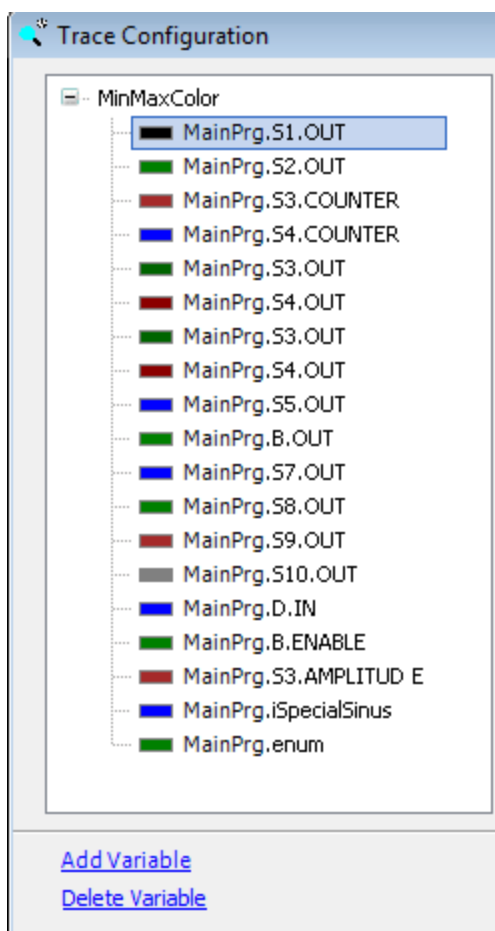 Trace Configuration
MinMaxColor
MainPrg.S1.OUT
MainPrg.S2.OUT
MainPrg.S3.COUNTER
MainPrg.S4.COUNTER
MainPrg.S3.OUT
MainPrg.S4.OUT
MainPrg.S3.OUT
MainPrg.S4.OUT
MainPrg.S5.OUT
MainPrg.B.OUT
MainPrg.S7.OUT
MainPrg.S8.OUT
MainPrg.S9.OUT
MainPrg.S10.OUT
MainPrg.D.IN
MainPrg.B.ENABLE
MainPrg.S3.AMPLITUD E
MainPrg.iSpecialSinus
MainPrg.enum
Add Variable
Delete Variable